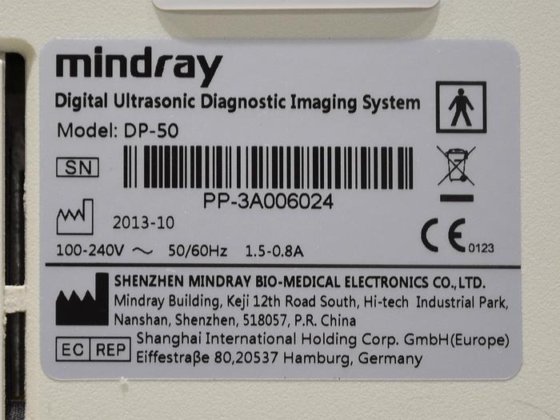 mindray
Digital Ultrasonic Diagnostic Imaging System
Model: DP-50
SN
PP-3A006024
2013-10
100-240V ～ 50/60Hz 1.5-0.8A
CE 0123
SHENZHEN MINDRAY BIO-MEDICAL ELECTRONICS CO.,LTD.
Mindray Building, Keji 12th Road South, Hi-tech Industrial Park,
Nanshan, Shenzhen, 518057, P.R. China
EC REP
Shanghai International Holding Corp. GmbH(Europe)
Eiffestraße 80,20537 Hamburg, Germany